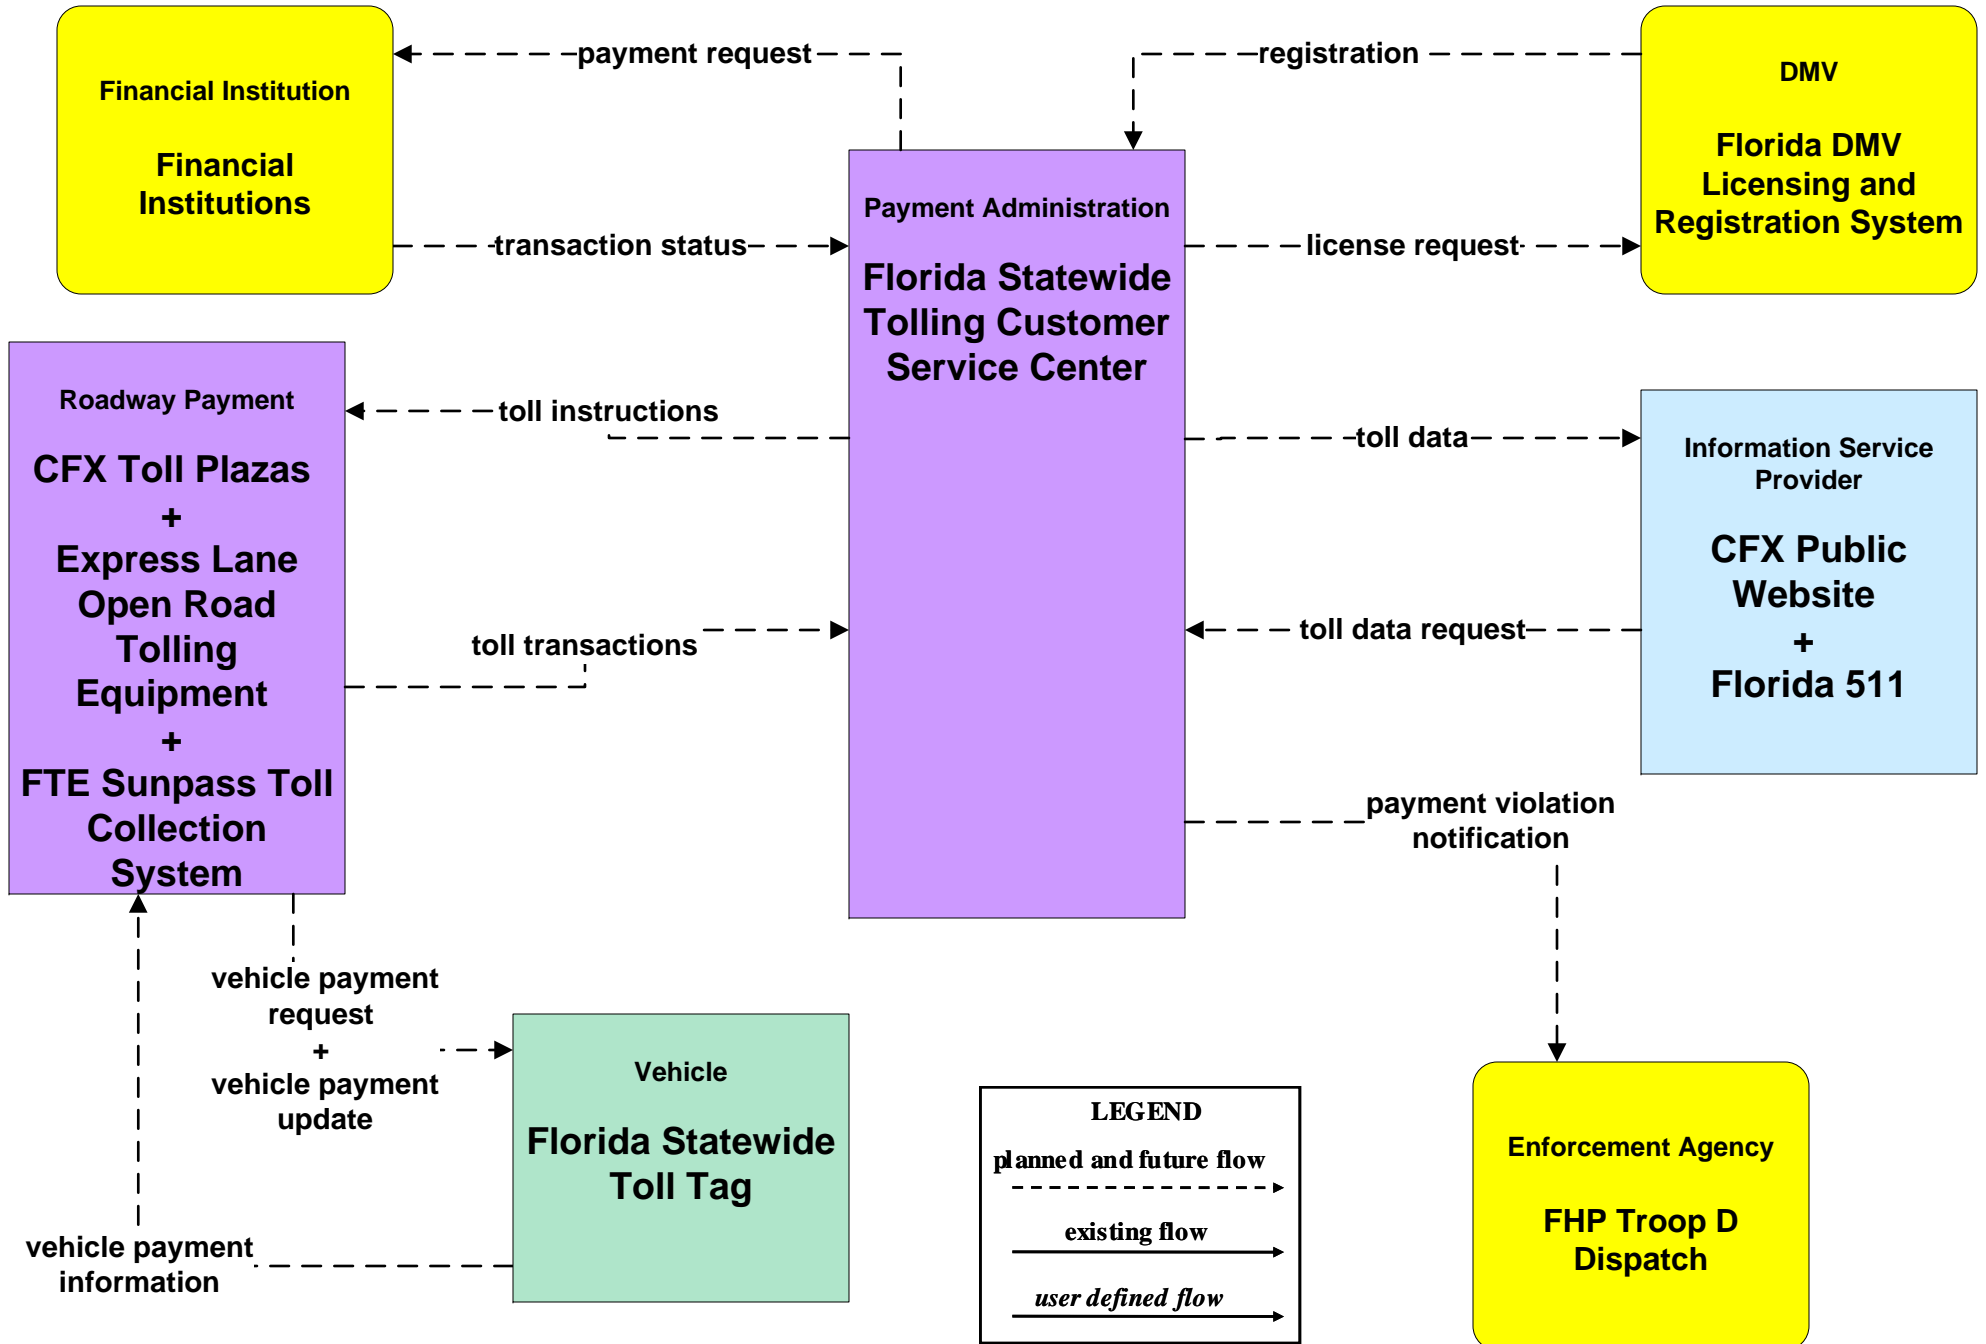 payment request
registration
Financial Institution
Financial
Institutions
DMV
Florida DMV
Licensing and
Registration System
transaction status
license request
Payment Administration
Florida Statewide
Tolling Customer
Service Center
Roadway Payment
CFX Toll Plazas
+
Express Lane
Open Road
Tolling
Equipment
+
FTE Sunpass Toll
Collection
System
toll instructions
toll data
toll transactions
toll data request
Information Service
Provider
CFX Public
Website
+
Florida 511
payment violation
notification
vehicle payment
request
+
vehicle payment
update
Vehicle
Florida Statewide
Toll Tag
vehicle payment
information
LEGEND
planned and future flow
existing flow
user defined flow
Enforcement Agency
FHP Troop D
Dispatch